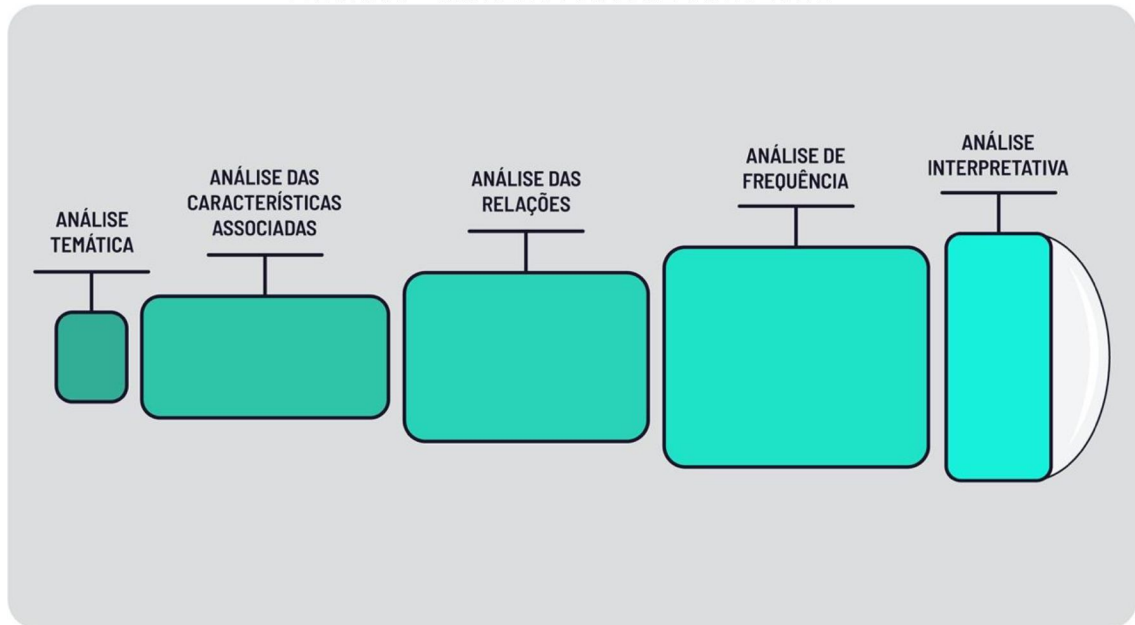 ANÁLISE
TEMÁTICA
ANÁLISE DAS
CARACTERÍSTICAS
ASSOCIADAS
ANÁLISE DAS
RELAÇÕES
ANÁLISE DE
FREQUÊNCIA
ANÁLISE
INTERPRETATIVA